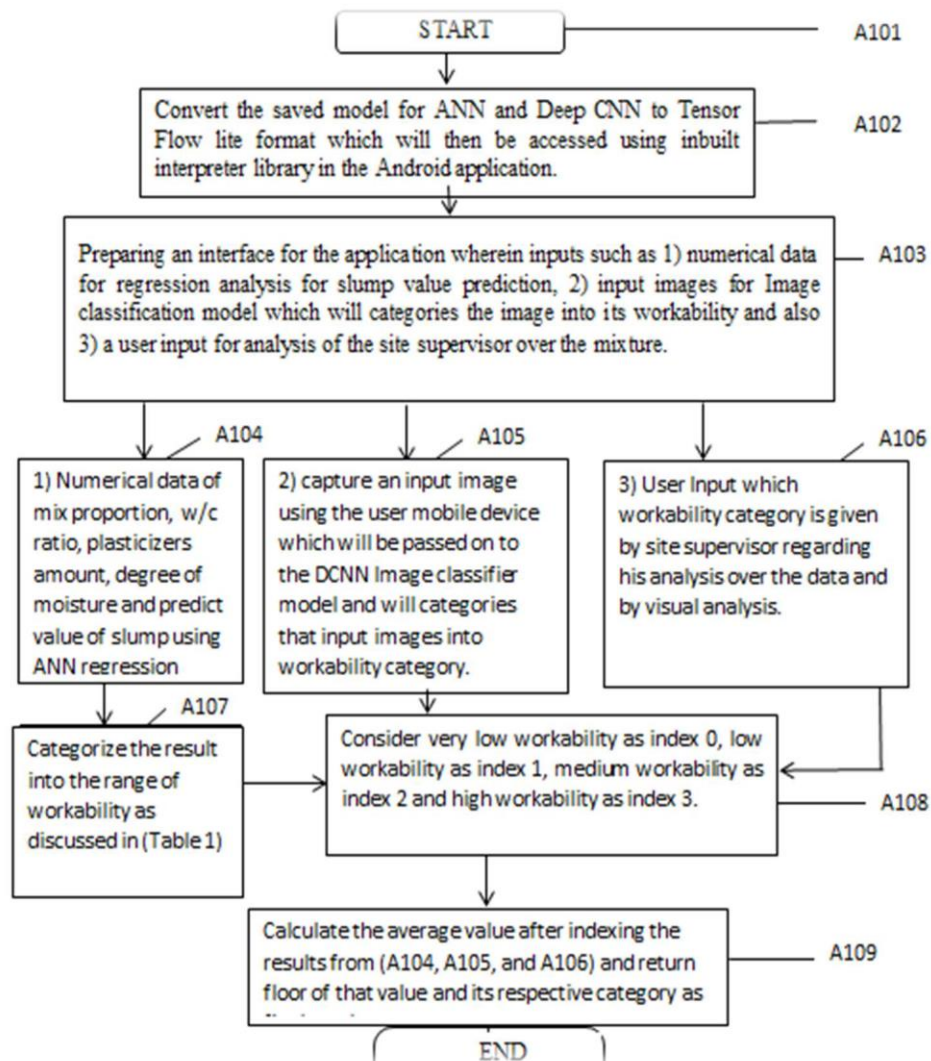 START
A101
Convert the saved model for ANN and Deep CNN to Tensor
Flow lite format which will then be accessed using inbuilt
interpreter library in the Android application.
A102
Preparing an interface for the application wherein inputs such as 1) numerical data
for regression analysis for slump value prediction, 2) input images for Image
classification model which will categories the image into its workability and also
3) a user input for analysis of the site supervisor over the mixture.
A103
A104
1) Numerical data of
mix proportion, w/c
ratio, plasticizers
amount, degree of
moisture and predict
value of slump using
ANN regression
A105
2) capture an input image
using the user mobile device
which will be passed on to
the DCNN Image classifier
model and will categories
that input images into
workability category.
A106
3) User Input which
workability category is given
by site supervisor regarding
his analysis over the data and
by visual analysis.
A107
Categorize the result
into the range of
workability as
discussed in (Table 1)
Consider very low workability as index 0, low
workability as index 1, medium workability as
index 2 and high workability as index 3.
A108
Calculate the average value after indexing the
results from (A104, A105, and A106) and return
floor of that value and its respective category as
A109
END